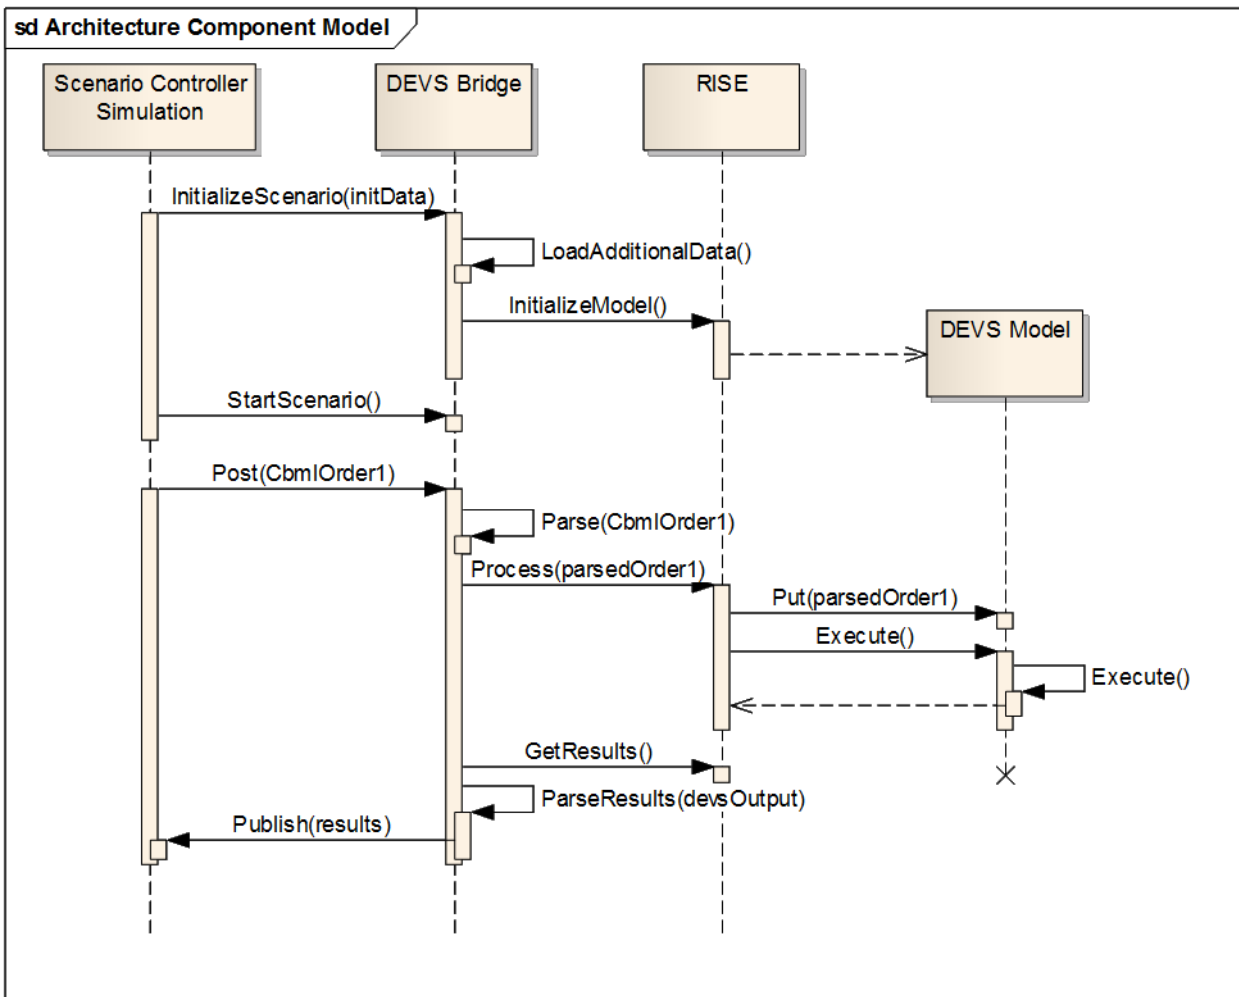 sd Architecture Component Model
Scenario Controller
Simulation
DEVS Bridge
RISE
InitializeScenario(initData)
LoadAdditionalData()
InitializeModel()
DEVS Model
StartScenario()
Post(CbmlOrder1)
Parse(CbmlOrder1)
Process(parsedOrder1)
Put(parsedOrder1)
Execute()
Execute()
GetResults()
ParseResults(devsOutput)
Publish(results)